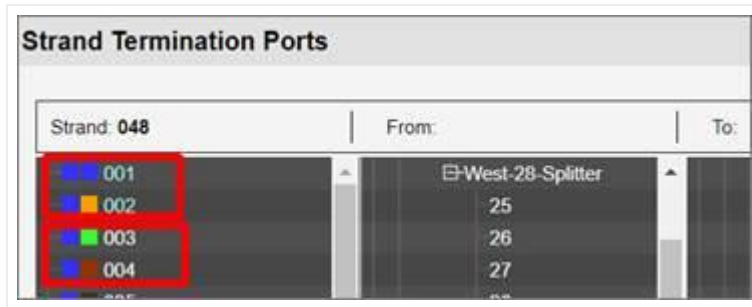 Strand Termination Ports
Strand: 048 From: To:
001 West-28-Splitter
002 25
003 26
004 27